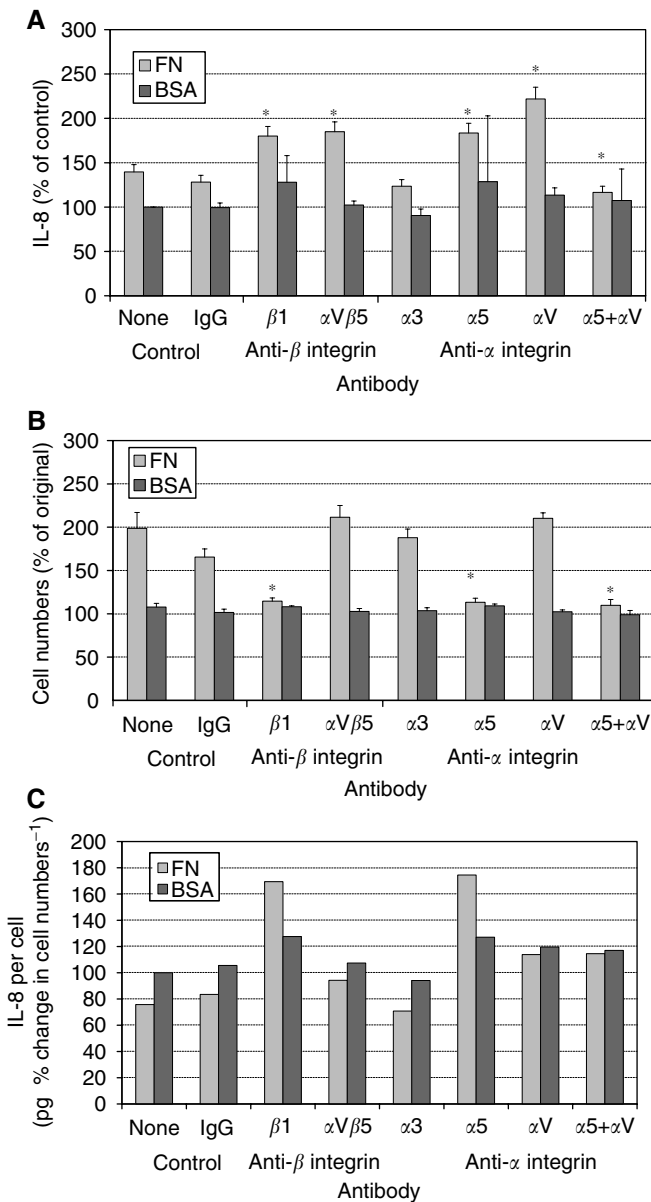 A
300
250
200
150
100
50
0
IL-8 (% of control)
FN
BSA
* * * * *
None IgG β1 αVβ5 α3 α5 αV α5+αV
Control Anti-β integrin Anti-α integrin
Antibody
B
300
250
200
150
100
50
0
Cell numbers (% of original)
FN
BSA
* * *
None IgG β1 αVβ5 α3 α5 αV α5+αV
Control Anti-β integrin Anti-α integrin
Antibody
C
200
180
160
140
120
100
80
60
40
20
0
IL-8 per cell
(pg % change in cell numbers⁻¹)
FN
BSA
None IgG β1 αVβ5 α3 α5 αV α5+αV
Control Anti-β integrin Anti-α integrin
Antibody